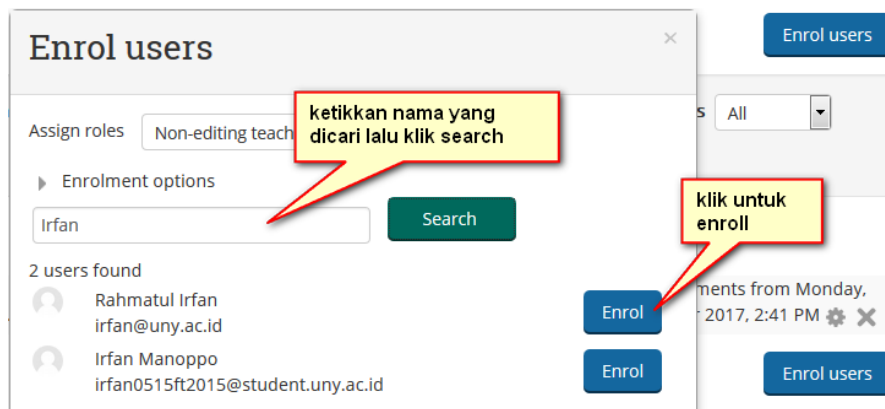 Enrol users
×
Enrol users
Assign roles
Non-editing teach
ketikkan nama yang
dicari lalu klik search
All
Enrolment options
Irfan
Search
klik untuk
enroll
2 users found
Rahmatul Irfan
irfan@uny.ac.id
Enrol
ments from Monday,
2017, 2:41 PM
Irfan Manoppo
irfan0515ft2015@student.uny.ac.id
Enrol
Enrol users